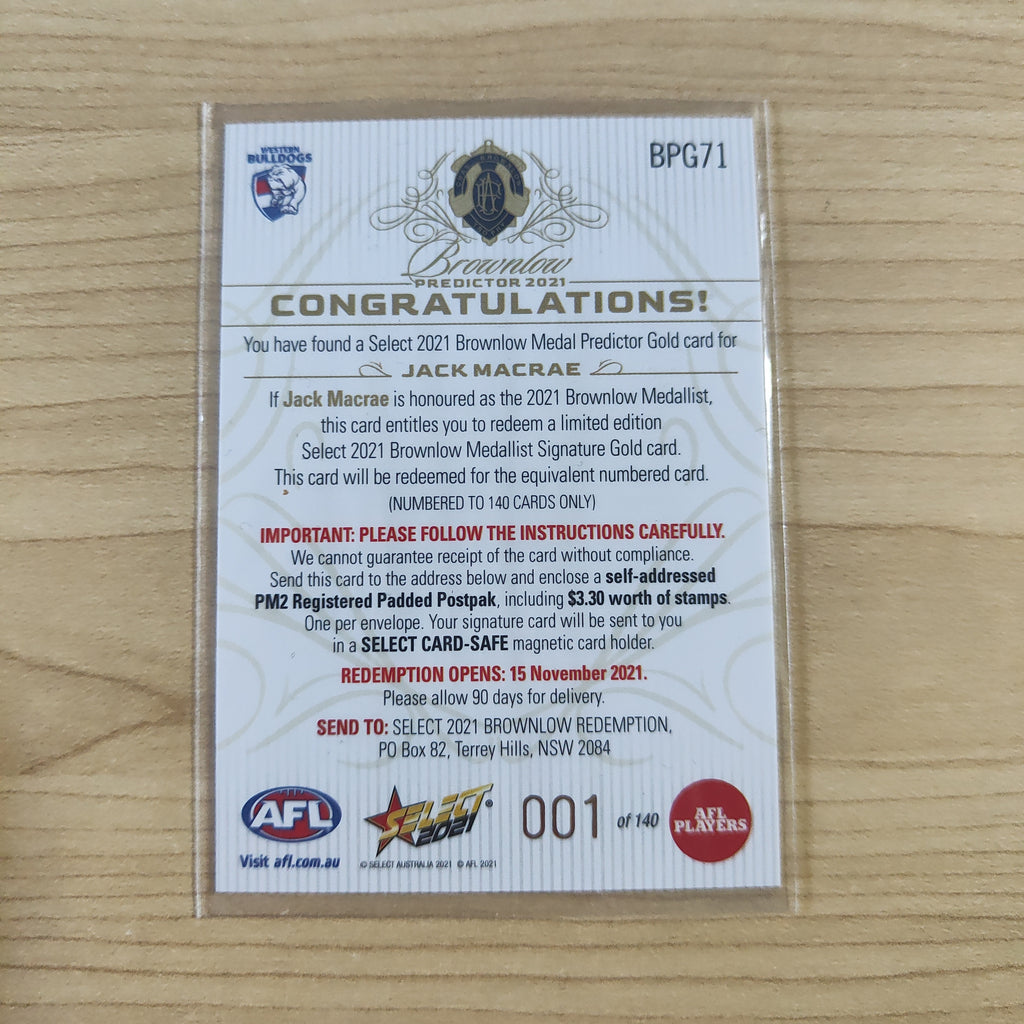 WESTERN
BULLDOGS
BPG71
Brownlow
PREDICTOR 2021
CONGRATULATIONS!
You have found a Select 2021 Brownlow Medal Predictor Gold card for
JACK MACRAE
If Jack Macrae is honoured as the 2021 Brownlow Medallist,
this card entitles you to redeem a limited edition
Select 2021 Brownlow Medallist Signature Gold card.
This card will be redeemed for the equivalent numbered card.
(NUMBERED TO 140 CARDS ONLY)
IMPORTANT: PLEASE FOLLOW THE INSTRUCTIONS CAREFULLY.
We cannot guarantee receipt of the card without compliance.
Send this card to the address below and enclose a self-addressed
PM2 Registered Padded Postpak, including $3.30 worth of stamps.
One per envelope. Your signature card will be sent to you
in a SELECT CARD-SAFE magnetic card holder.
REDEMPTION OPENS: 15 November 2021.
Please allow 90 days for delivery.
SEND TO: SELECT 2021 BROWNLOW REDEMPTION,
PO Box 82, Terrey Hills, NSW 2084
AFL
SELECT
2021
001 of 140
AFL
PLAYERS
Visit afl.com.au
© SELECT AUSTRALIA 2021 © AFL 2021